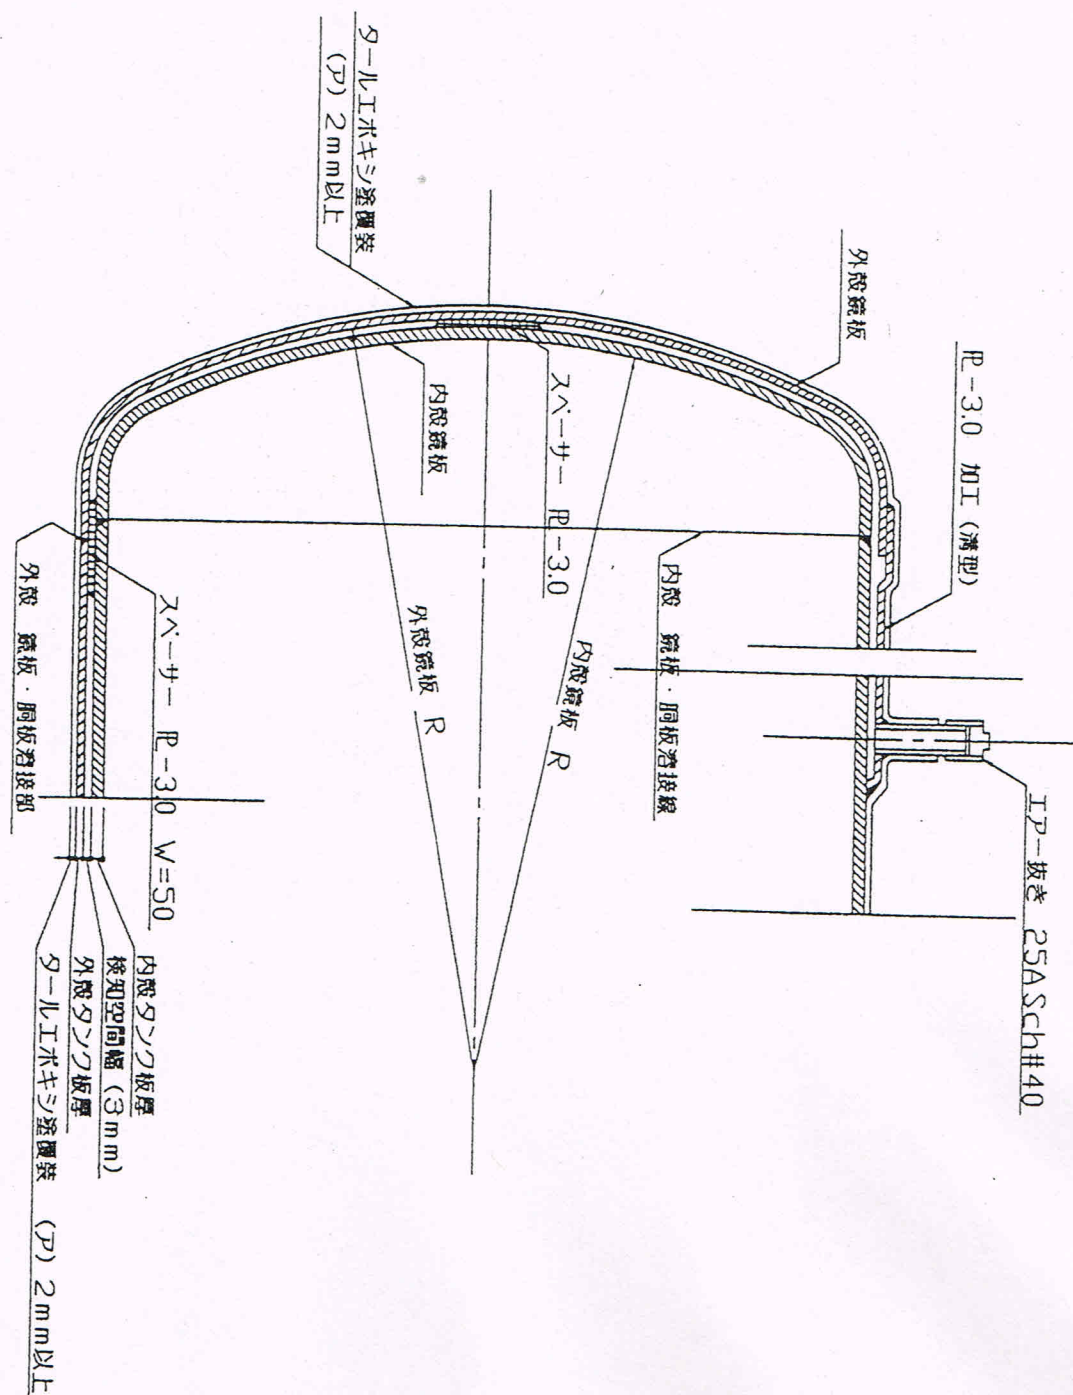 タールエポキシ塗覆装
(ア) 2mm以上
外殻鏡板
PL-3.0 加工 (溝型)
エアー抜き 25ASch#40
スペーサー PL-3.0
内殻鏡板
内殻鏡板 R
外殻鏡板 R
内殻 鏡板・胴板溶接線
スペーサー PL-3.0 W=50
外殻 鏡板・胴板溶接部
内殻タンク板厚
検知空間幅 (3mm)
外殻タンク板厚
タールエポキシ塗覆装 (ア) 2mm以上